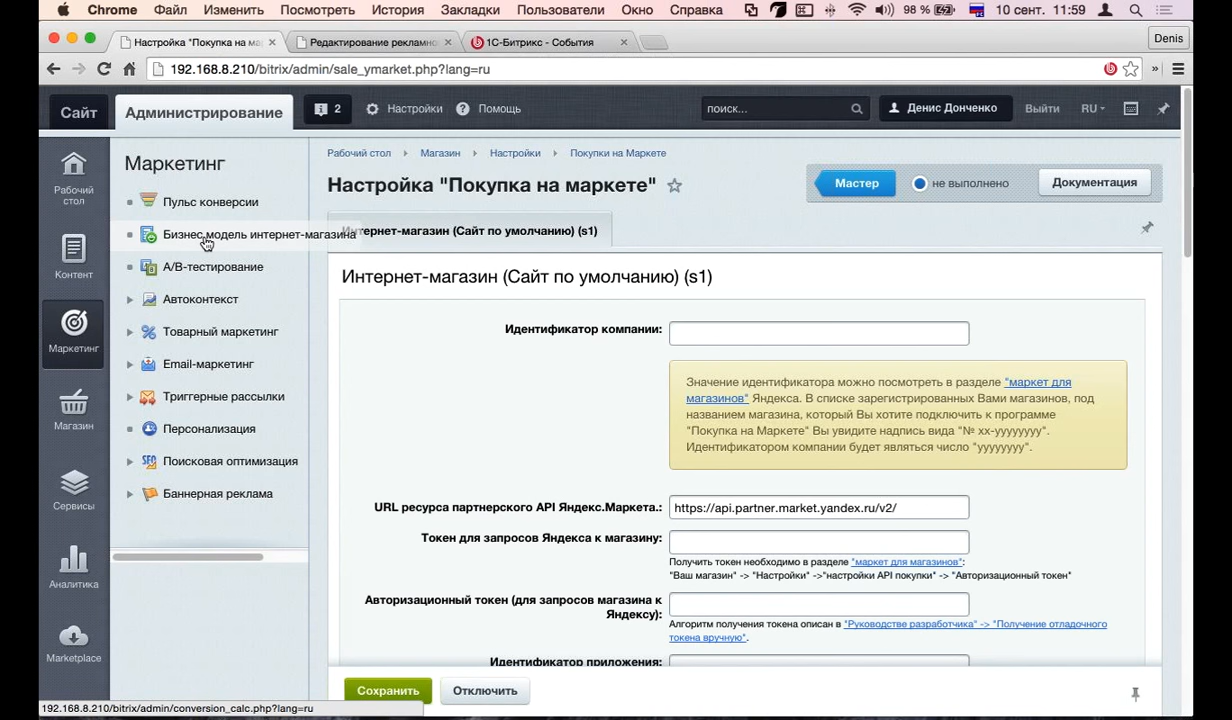 Chrome Файл Изменить Посмотреть История Закладки Пользователи Окно Справка 98 % 10 сент. 11:59
Настройка "Покупка на ма Редактирование рекламно 1С-Битрикс - События Denis
192.168.8.210/bitrix/admin/sale_ymarket.php?lang=ru »
Сайт Администрирование 2 Настройки Помощь поиск... Денис Донченко Выйти RU
Рабочий стол
Контент
Маркетинг
Магазин
Сервисы
Аналитика
Marketplace
Маркетинг
Пульс конверсии
Бизнес модель интернет-магазина
A/B-тестирование
Автоконтекст
Товарный маркетинг
Email-маркетинг
Триггерные рассылки
Персонализация
Поисковая оптимизация
Баннерная реклама
Рабочий стол Магазин Настройки Покупки на Маркете
Настройка "Покупка на маркете" Мастер не выполнено Документация
Интернет-магазин (Сайт по умолчанию) (s1)
Интернет-магазин (Сайт по умолчанию) (s1)
Идентификатор компании:
Значение идентификатора можно посмотреть в разделе "маркет для
магазинов" Яндекса. В списке зарегистрированных Вами магазинов, под
названием магазина, который Вы хотите подключить к программе
"Покупка на Маркете" Вы увидите надпись вида "№ xx-yyyyyyyy".
Идентификатором компании будет являться число "yyyyyyyy".
URL ресурса партнерского API Яндекс.Маркета.: https://api.partner.market.yandex.ru/v2/
Токен для запросов Яндекса к магазину:
Получить токен необходимо в разделе "маркет для магазинов":
"Ваш магазин" -> "Настройки" ->"настройки API покупки" -> "Авторизационный токен"
Авторизационный токен (для запросов магазина к
Яндексу):
Алгоритм получения токена описан в "Руководстве разработчика" -> "Получение отладочного
токена вручную".
Идентификатор приложения:
Сохранить Отключить
192.168.8.210/bitrix/admin/conversion_calc.php?lang=ru